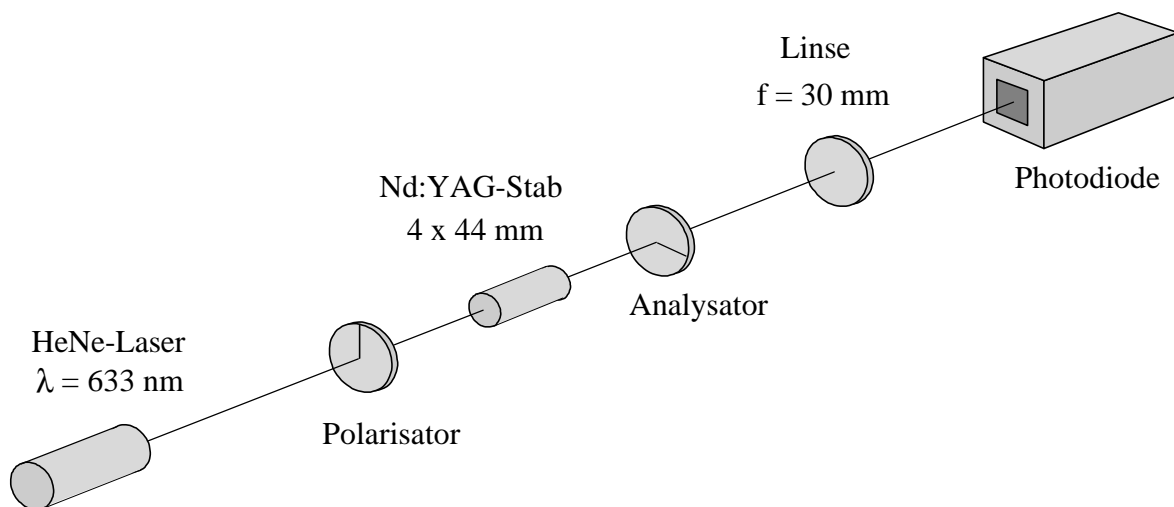 Linse
f = 30 mm
Photodiode
Nd:YAG-Stab
4 x 44 mm
Analysator
HeNe-Laser
λ = 633 nm
Polarisator